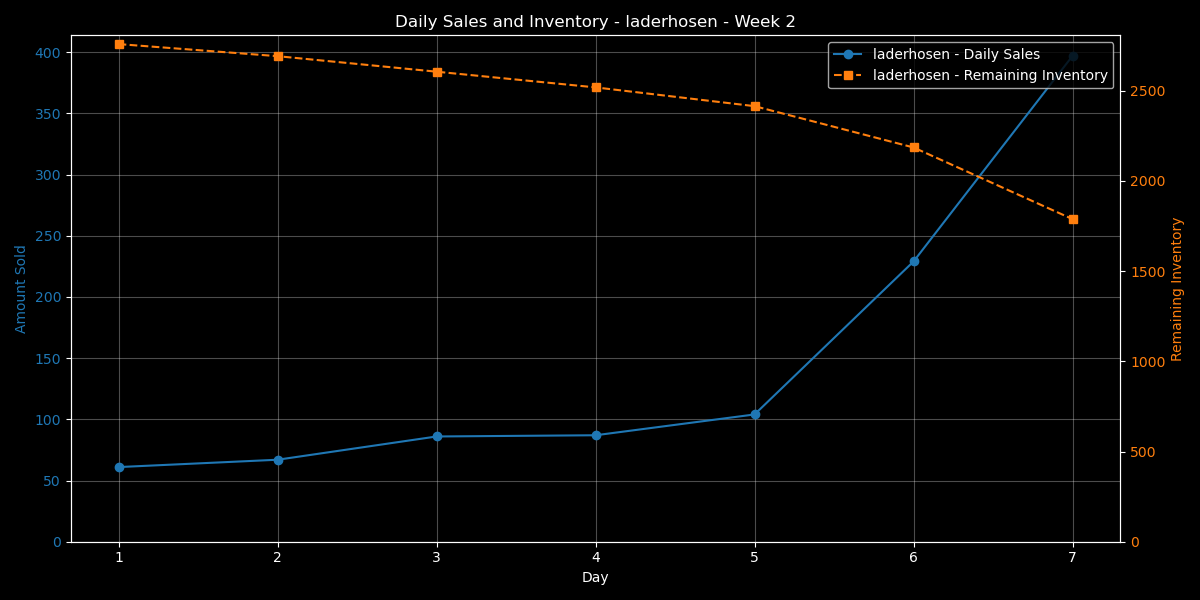 Daily Sales and Inventory - laderhosen - Week 2
laderhosen - Daily Sales
laderhosen - Remaining Inventory
400
350
300
250
200
150
100
50
0
Amount Sold
2500
2000
1500
1000
500
0
Remaining Inventory
1 2 3 4 5 6 7
Day